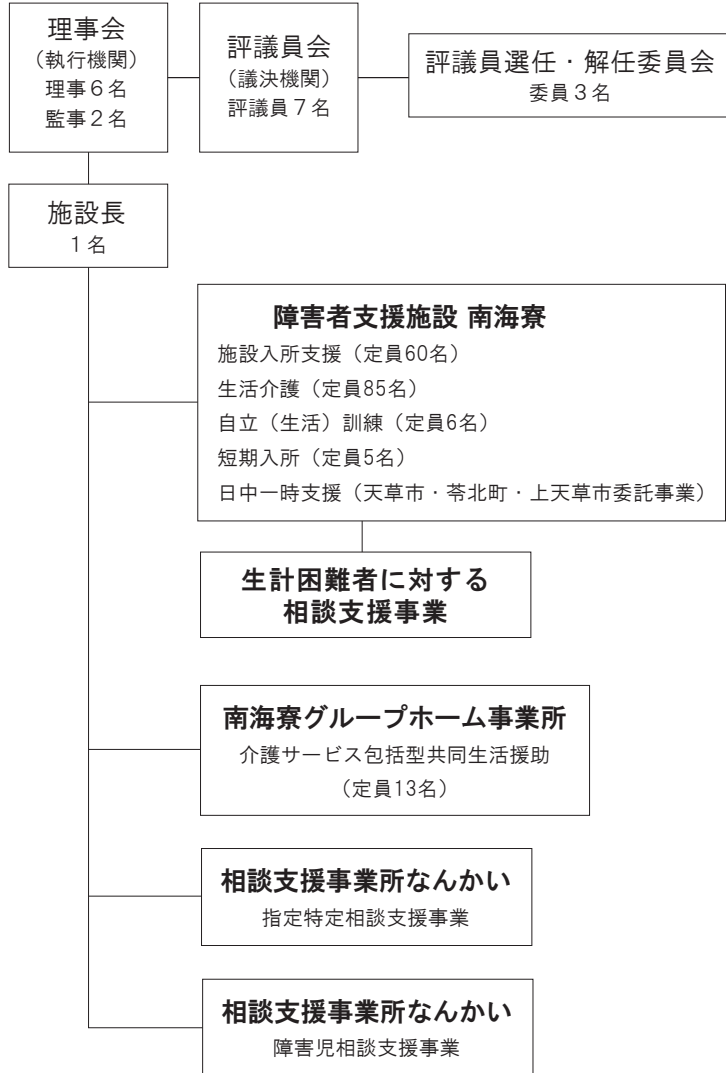 理事会
（執行機関）
理事６名
監事２名
評議員会
（議決機関）
評議員７名
評議員選任・解任委員会
委員３名
施設長
１名
障害者支援施設 南海寮
施設入所支援（定員60名）
生活介護（定員85名）
自立（生活）訓練（定員6名）
短期入所（定員5名）
日中一時支援（天草市・苓北町・上天草市委託事業）
生計困難者に対する
相談支援事業
南海寮グループホーム事業所
介護サービス包括型共同生活援助
（定員13名）
相談支援事業所なんかい
指定特定相談支援事業
相談支援事業所なんかい
障害児相談支援事業